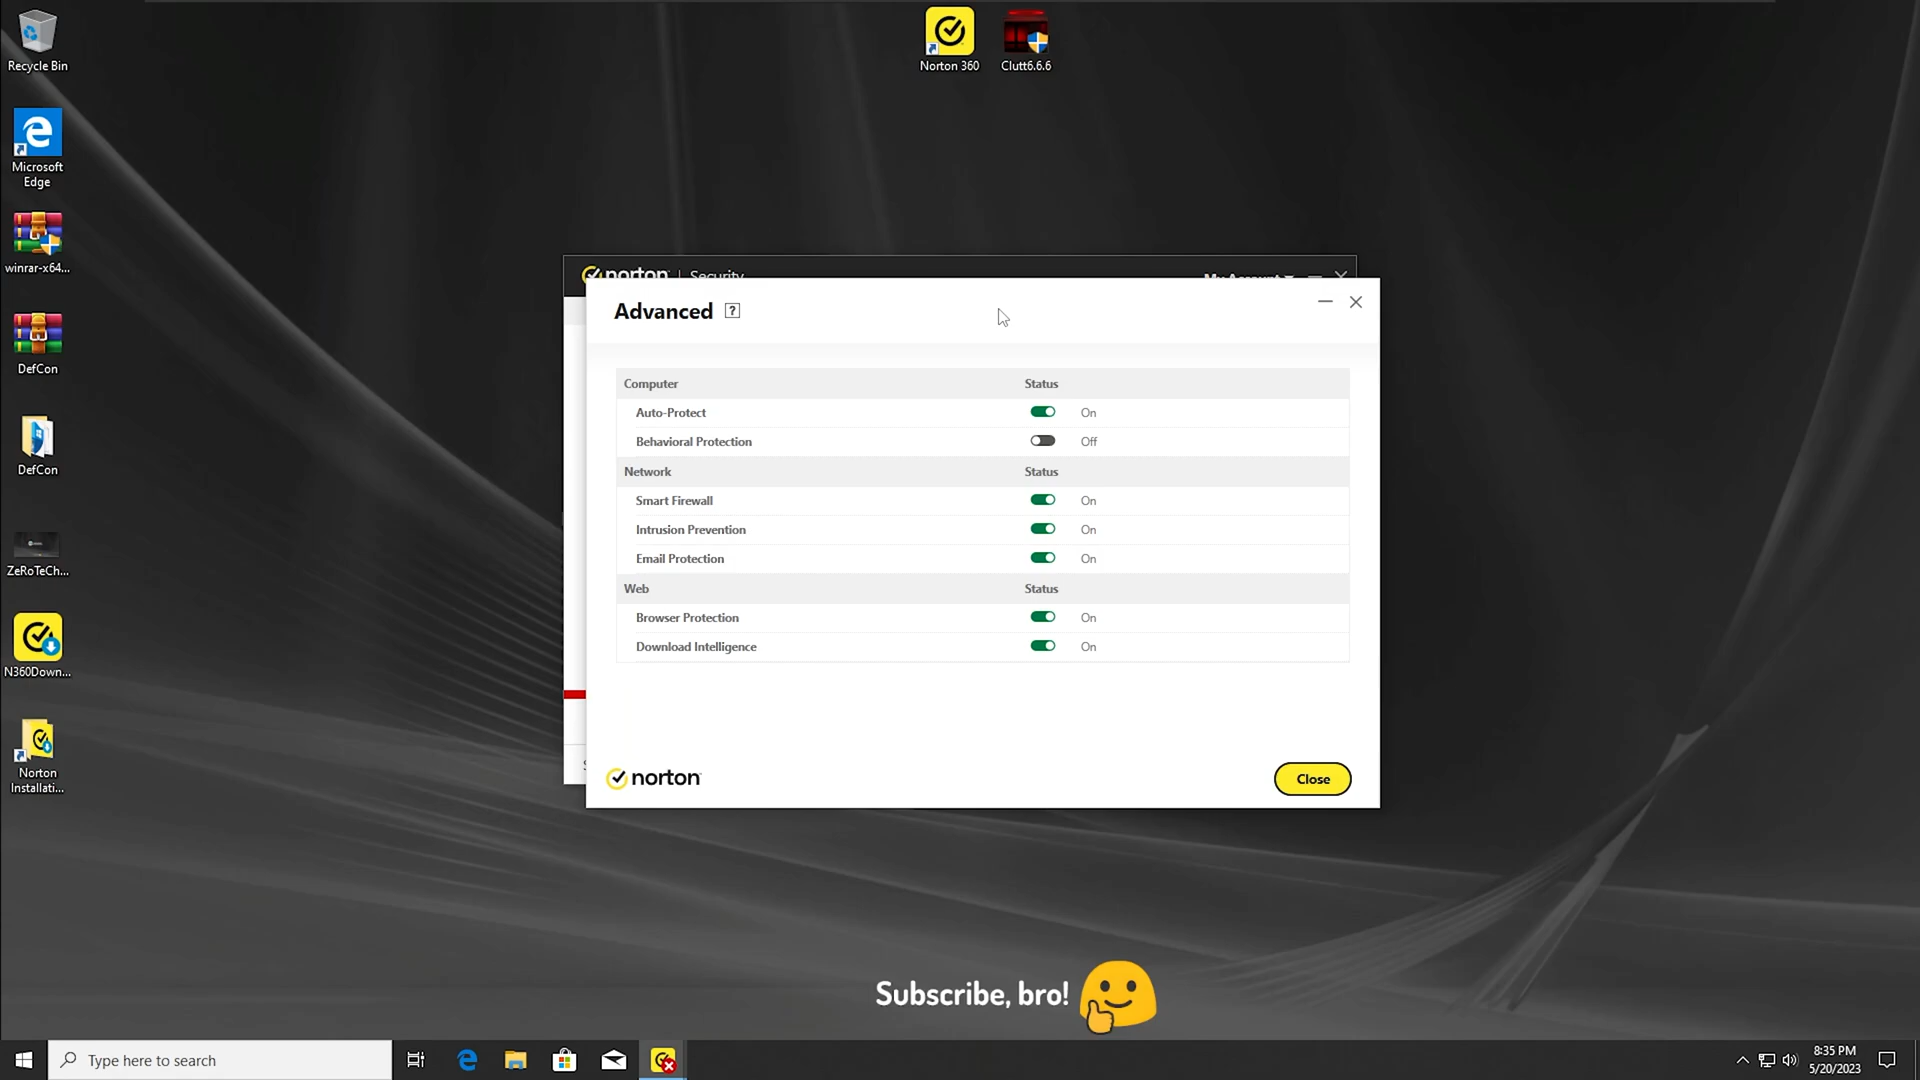 Recycle Bin
Microsoft
Edge
winrar-x64...
DefCon
DefCon
ZeRoTeCh...
N360Down...
Norton
Installati...
Norton 360
Clutt6.6.6
norton | Security
My Account
Advanced ?
Computer Status
Auto-Protect On
Behavioral Protection Off
Network Status
Smart Firewall On
Intrusion Prevention On
Email Protection On
Web Status
Browser Protection On
Download Intelligence On
norton
Close
Subscribe, bro!
Type here to search
8:35 PM
5/20/2023